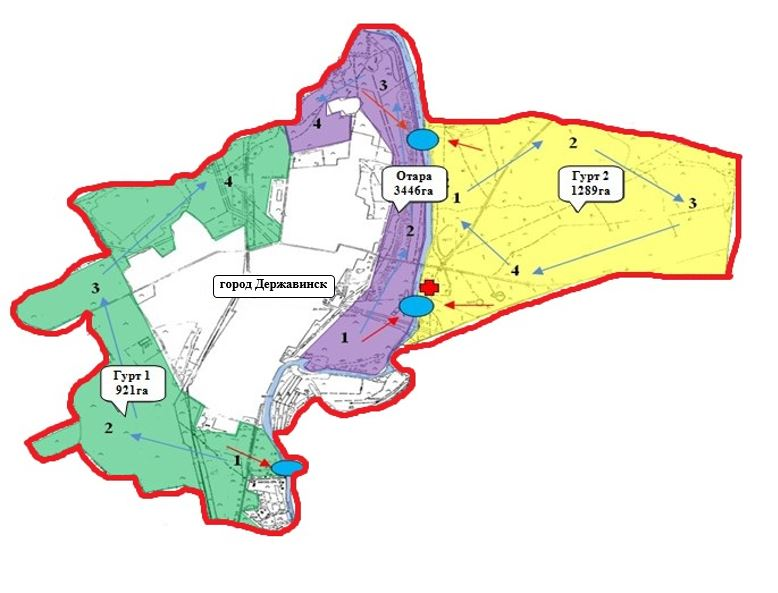 3
4
Отара
3446га
2
Гурт 2
1289га
1
4
3
2
3
4
город Державинск
1
Гурт 1
921га
2
1